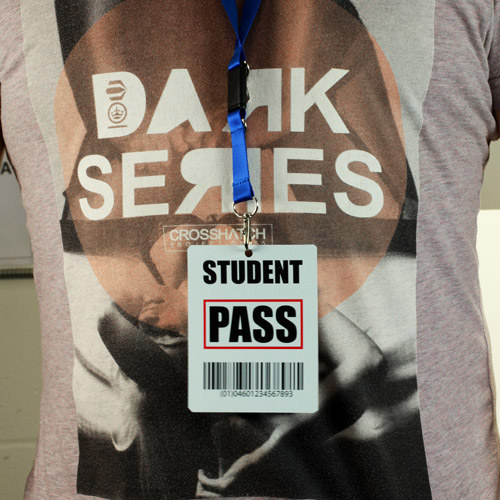 DARK
SERIES
CROSSHATCH
STUDENT
PASS
(01)04601234567893